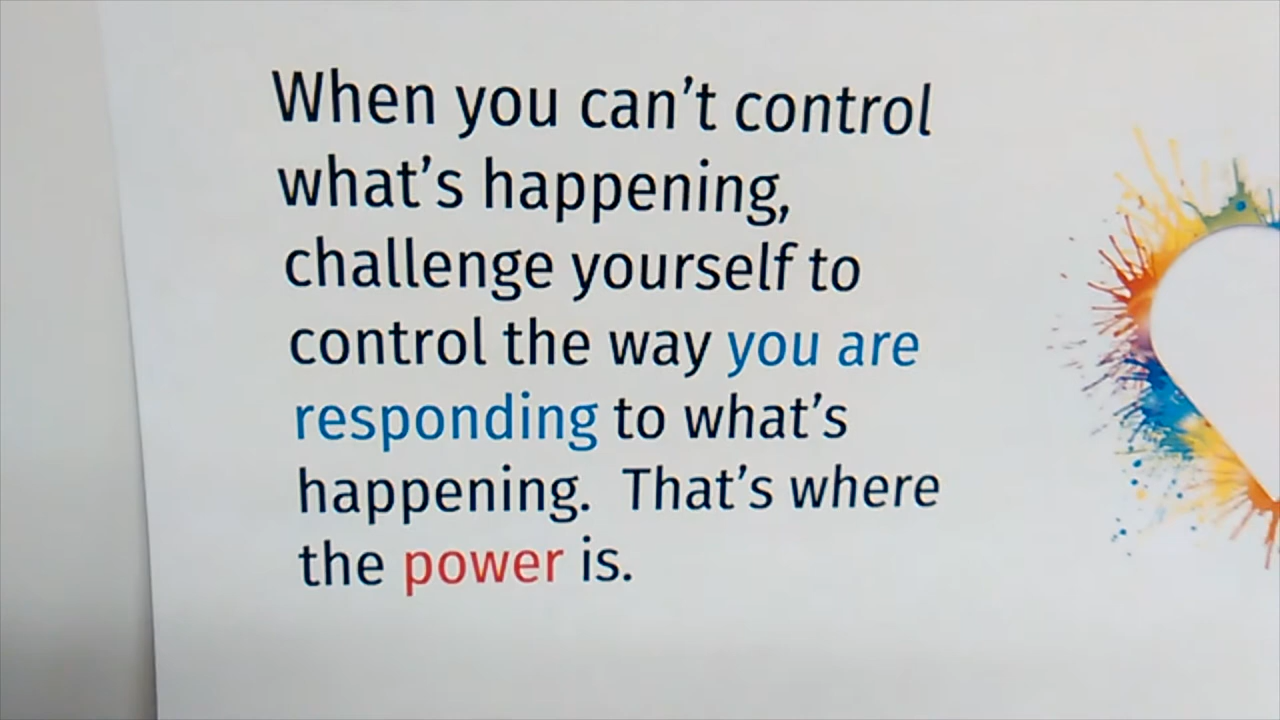 When you can’t control
what’s happening,
challenge yourself to
control the way you are
responding to what’s
happening.  That’s where
the power is.